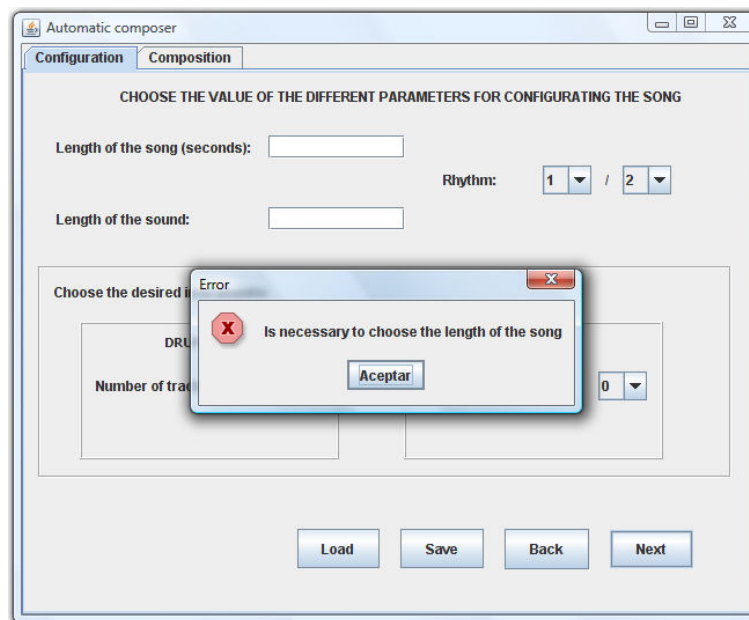 Automatic composer
Configuration Composition
CHOOSE THE VALUE OF THE DIFFERENT PARAMETERS FOR CONFIGURATING THE SONG
Length of the song (seconds):
Rhythm: 1 / 2
Length of the sound:
Error
Choose the desired
Is necessary to choose the length of the song
Aceptar
Number of
0
Load Save Back Next